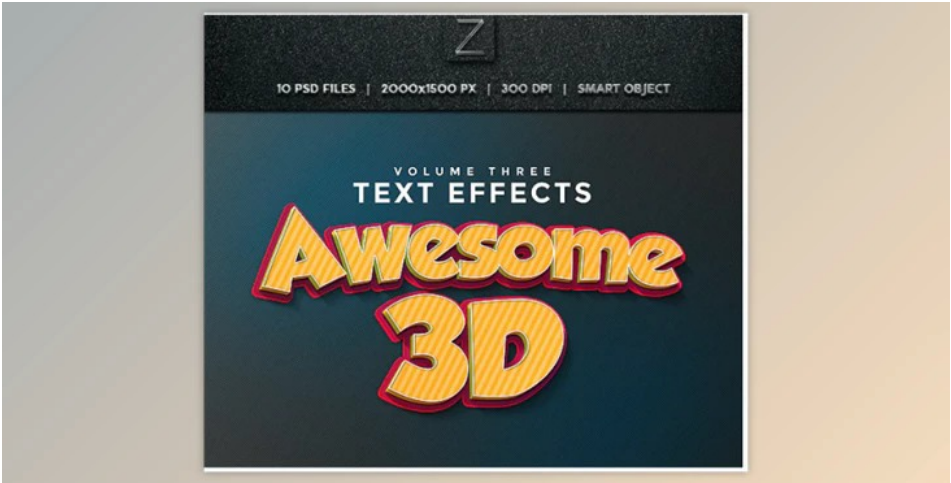 Z
10 PSD FILES | 2000x1500 PX | 300 DPI | SMART OBJECT
VOLUME THREE
TEXT EFFECTS
Awesome
3D